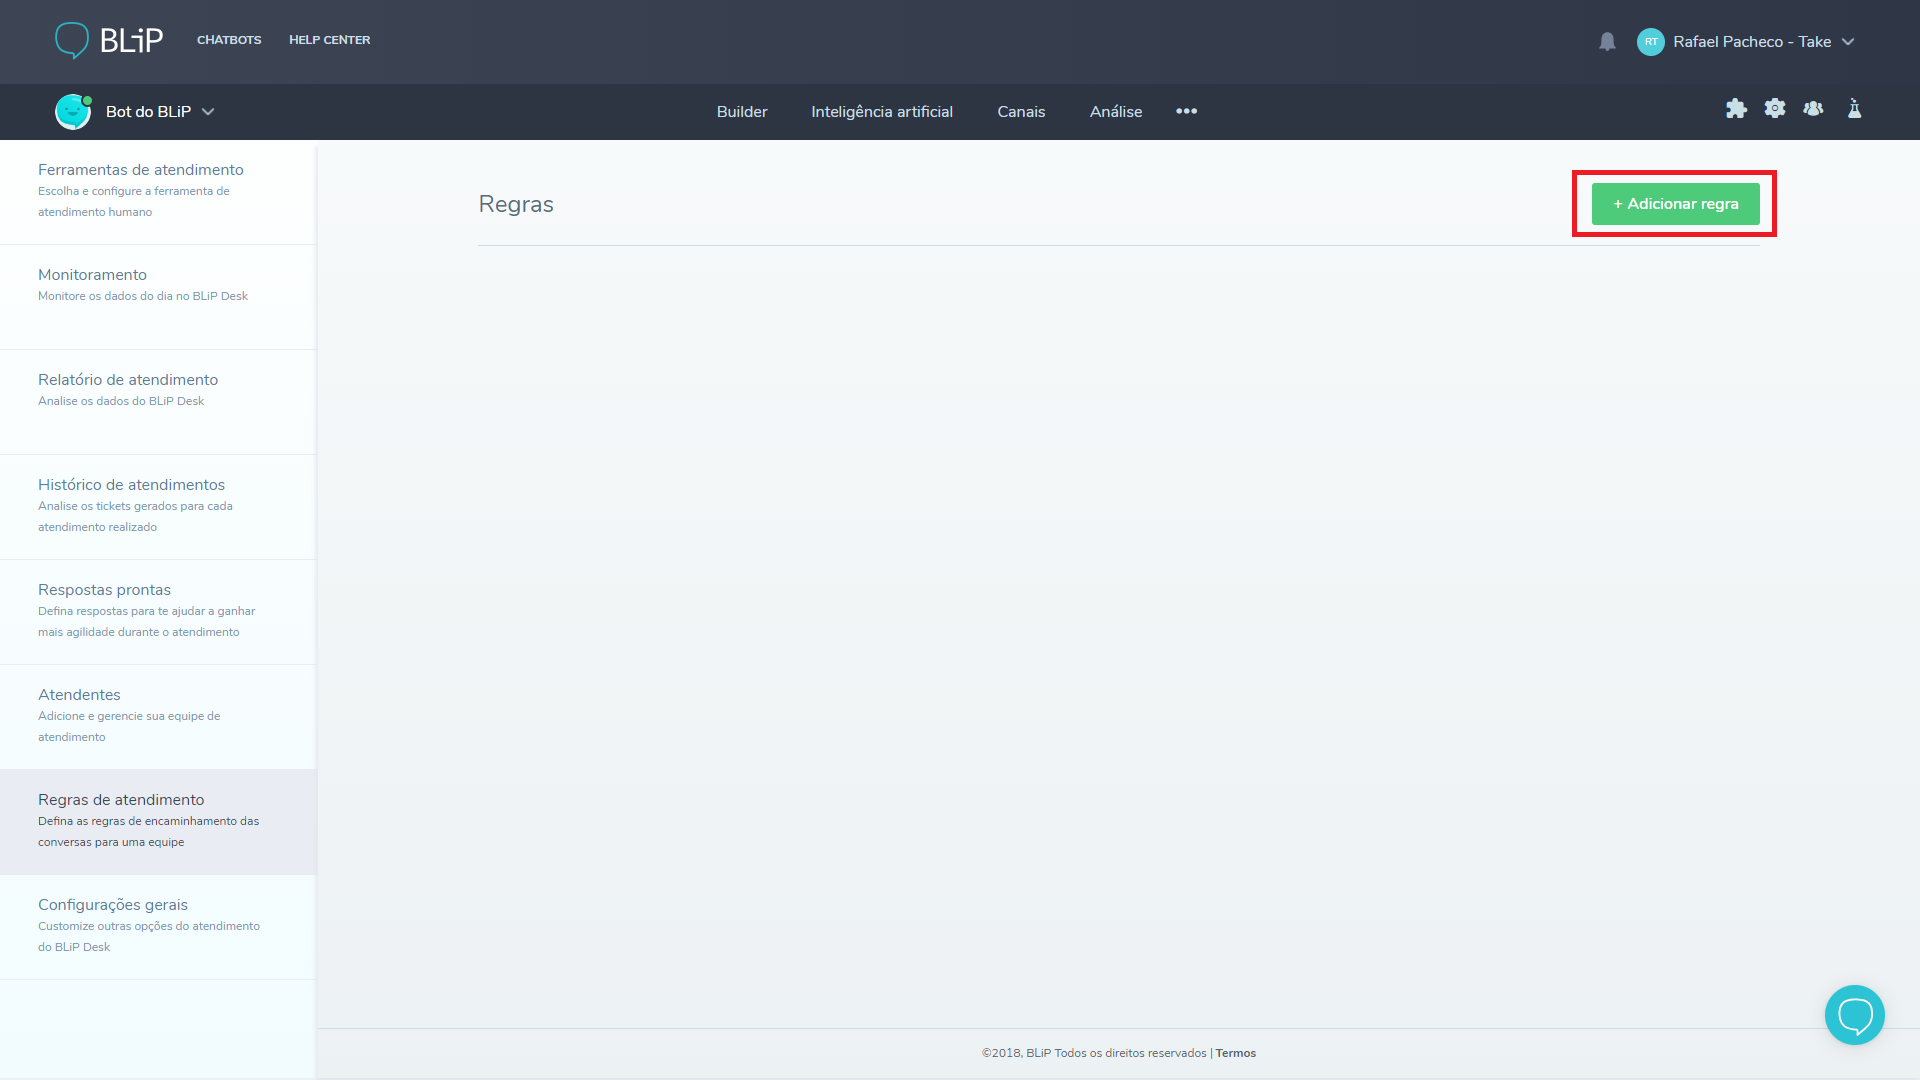 BLiP
CHATBOTS
HELP CENTER
RT
Rafael Pacheco - Take
Bot do BLiP
Builder
Inteligência artificial
Canais
Análise
Ferramentas de atendimento
Escolha e configure a ferramenta de
atendimento humano
Monitoramento
Monitore os dados do dia no BLiP Desk
Relatório de atendimento
Analise os dados do BLiP Desk
Histórico de atendimentos
Analise os tickets gerados para cada
atendimento realizado
Respostas prontas
Defina respostas para te ajudar a ganhar
mais agilidade durante o atendimento
Atendentes
Adicione e gerencie sua equipe de
atendimento
Regras de atendimento
Defina as regras de encaminhamento das
conversas para uma equipe
Configurações gerais
Customize outras opções do atendimento
do BLiP Desk
Regras
+ Adicionar regra
©2018, BLiP Todos os direitos reservados | Termos